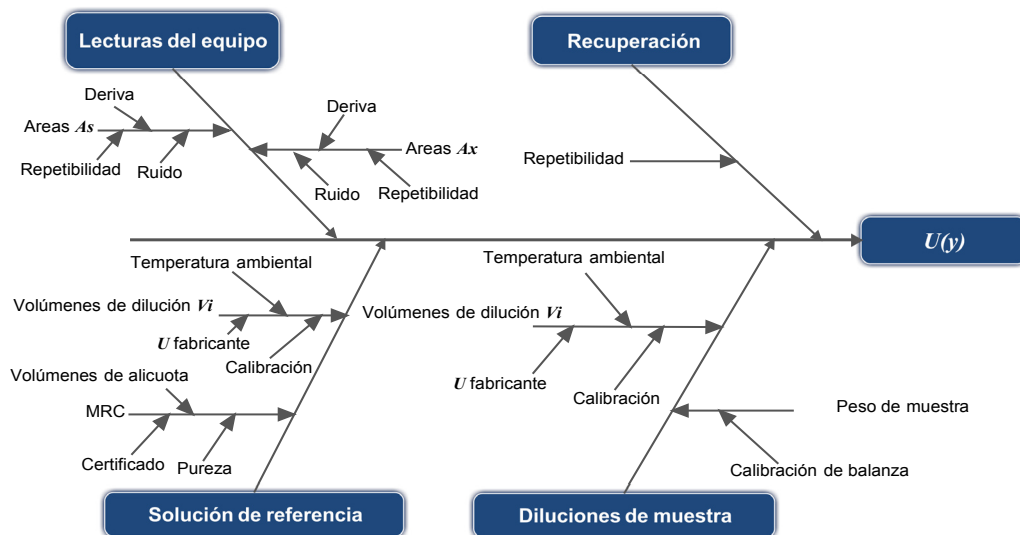 Lecturas del equipo
Recuperación
Deriva
Areas As
Repetibilidad
Ruido
Deriva
Areas Ax
Ruido
Repetibilidad
Repetibilidad
U(y)
Temperatura ambiental
Volúmenes de dilución Vi
U fabricante
Calibración
Volúmenes de alicuota
MRC
Certificado
Pureza
Temperatura ambiental
Volúmenes de dilución Vi
U fabricante
Calibración
Peso de muestra
Calibración de balanza
Solución de referencia
Diluciones de muestra